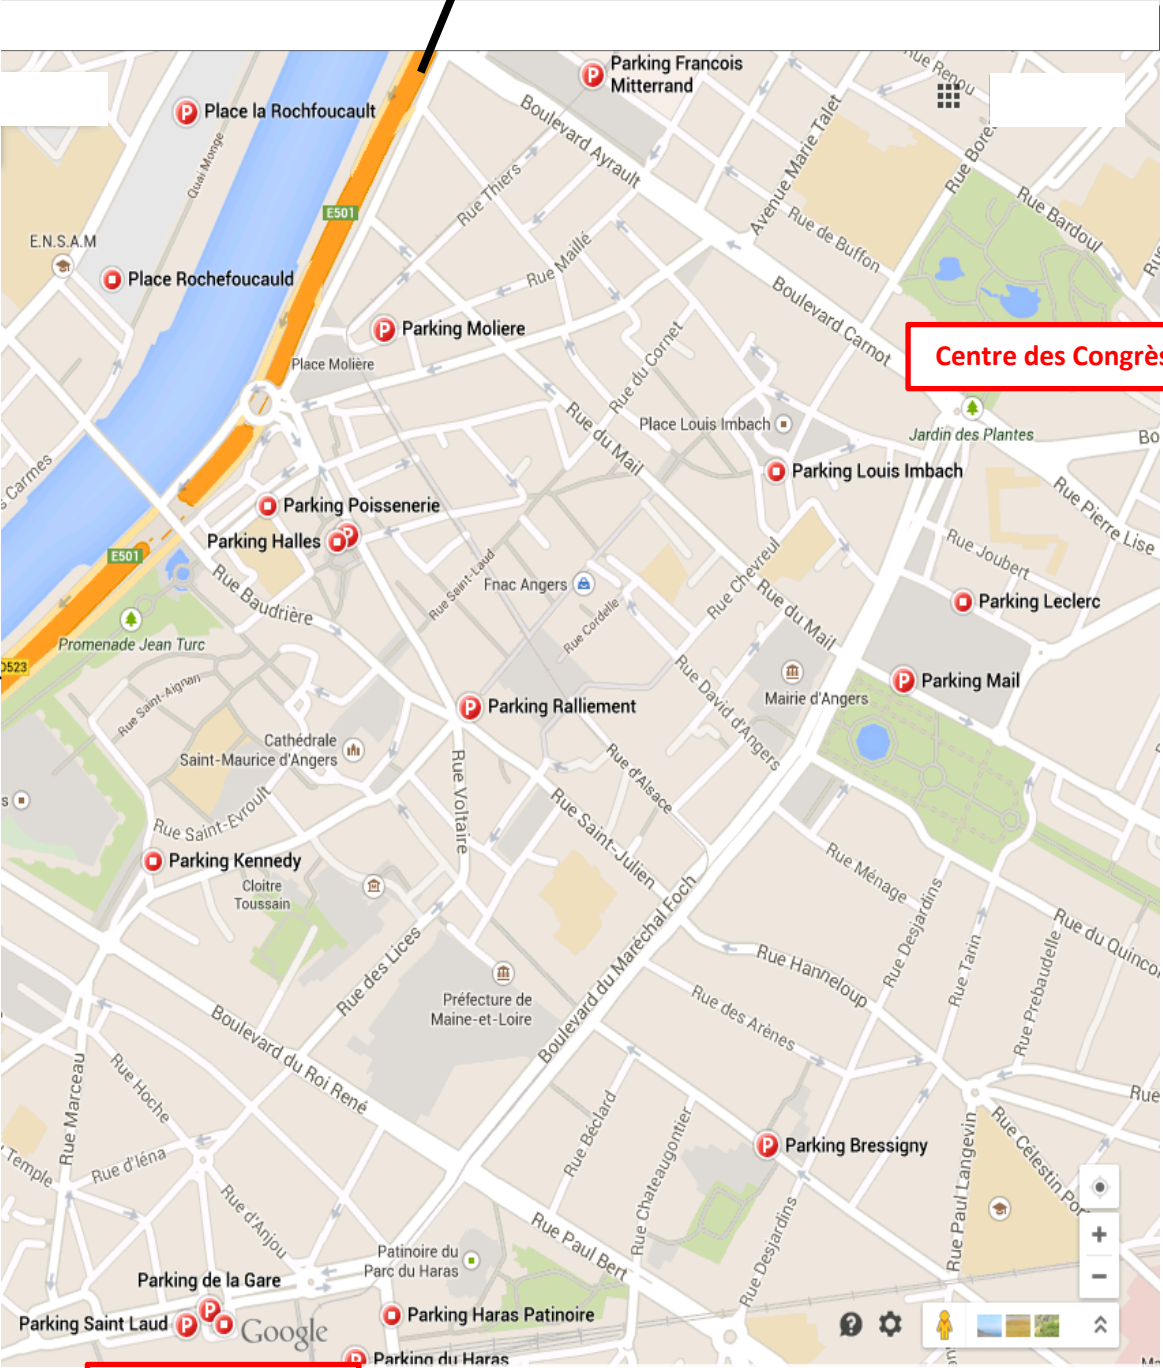 Parking Francois
Mitterrand
Place la Rochfoucault
Boulevard Ayrault
Avenue Marie Talet
Rue Bardoul
Quai Monge
Rue Thiers
E501
Rue de Buffon
E.N.S.A.M
Rue Maillé
Place Rochefoucauld
Boulevard Carnot
Parking Moliere
Centre des Congrès
Place Molière
Rue du Cornet
Rue du Mail
Place Louis Imbach
Jardin des Plantes
Bo
Parking Louis Imbach
s Carmes
Parking Poissenerie
Rue Pierre Lise
Parking Halles
E501
Rue Joubert
Rue Saint-Laud
Fnac Angers
Rue Chevreul
Rue Baudrière
Rue Cordelle
Rue du Mail
Parking Leclerc
Promenade Jean Turc
D523
Rue Saint-Aignan
Rue David d'Angers
Mairie d'Angers
Parking Mail
Parking Ralliement
Cathédrale
Saint-Maurice d'Angers
Rue Voltaire
Rue d'Alsace
s
Rue Saint-Evroult
Rue Saint-Julien
Parking Kennedy
Rue Ménage
Cloitre
Toussain
Boulevard du Maréchal Foch
Rue Desjardins
Rue du Quinco
Rue des Lices
Rue Hanneloup
Rue Tarin
Rue Prebaudelle
Préfecture de
Maine-et-Loire
Rue des Arènes
Boulevard du Roi René
Rue Marceau
Rue Hoche
Rue
Rue Béclard
Rue Chateaugontier
Parking Bressigny
Rue Célestin Por
Temple
Rue d'Iéna
Rue Paul Langevin
Rue d'Anjou
Rue Paul Bert
Rue Desjardins
Patinoire du
Parc du Haras
Parking de la Gare
Parking Saint Laud
Google
Parking Haras Patinoire
Parking du Haras